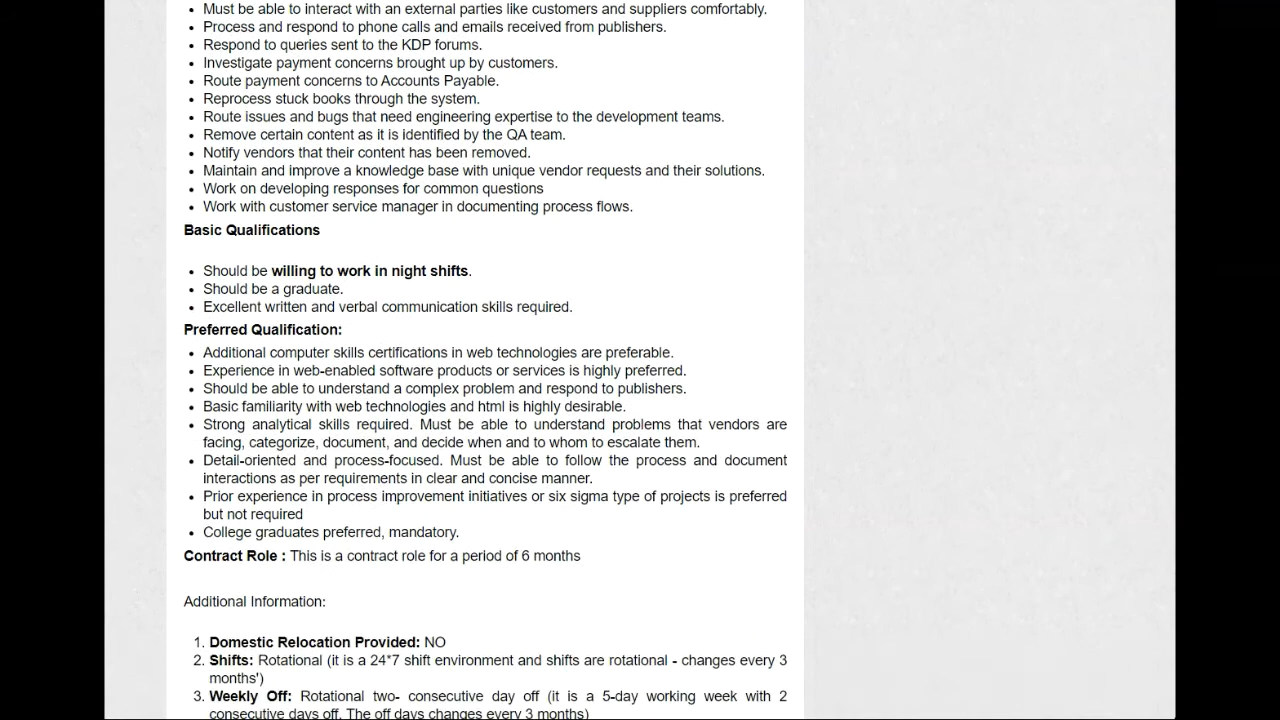 • Must be able to interact with an external parties like customers and suppliers comfortably.
• Process and respond to phone calls and emails received from publishers.
• Respond to queries sent to the KDP forums.
• Investigate payment concerns brought up by customers.
• Route payment concerns to Accounts Payable.
• Reprocess stuck books through the system.
• Route issues and bugs that need engineering expertise to the development teams.
• Remove certain content as it is identified by the QA team.
• Notify vendors that their content has been removed.
• Maintain and improve a knowledge base with unique vendor requests and their solutions.
• Work on developing responses for common questions
• Work with customer service manager in documenting process flows.
Basic Qualifications
• Should be willing to work in night shifts.
• Should be a graduate.
• Excellent written and verbal communication skills required.
Preferred Qualification:
• Additional computer skills certifications in web technologies are preferable.
• Experience in web-enabled software products or services is highly preferred.
• Should be able to understand a complex problem and respond to publishers.
• Basic familiarity with web technologies and html is highly desirable.
• Strong analytical skills required. Must be able to understand problems that vendors are
facing, categorize, document, and decide when and to whom to escalate them.
• Detail-oriented and process-focused. Must be able to follow the process and document
interactions as per requirements in clear and concise manner.
• Prior experience in process improvement initiatives or six sigma type of projects is preferred
but not required
• College graduates preferred, mandatory.
Contract Role : This is a contract role for a period of 6 months
Additional Information:
1. Domestic Relocation Provided: NO
2. Shifts: Rotational (it is a 24*7 shift environment and shifts are rotational - changes every 3
months')
3. Weekly Off: Rotational two- consecutive day off (it is a 5-day working week with 2
consecutive days off. The off days changes every 3 months)